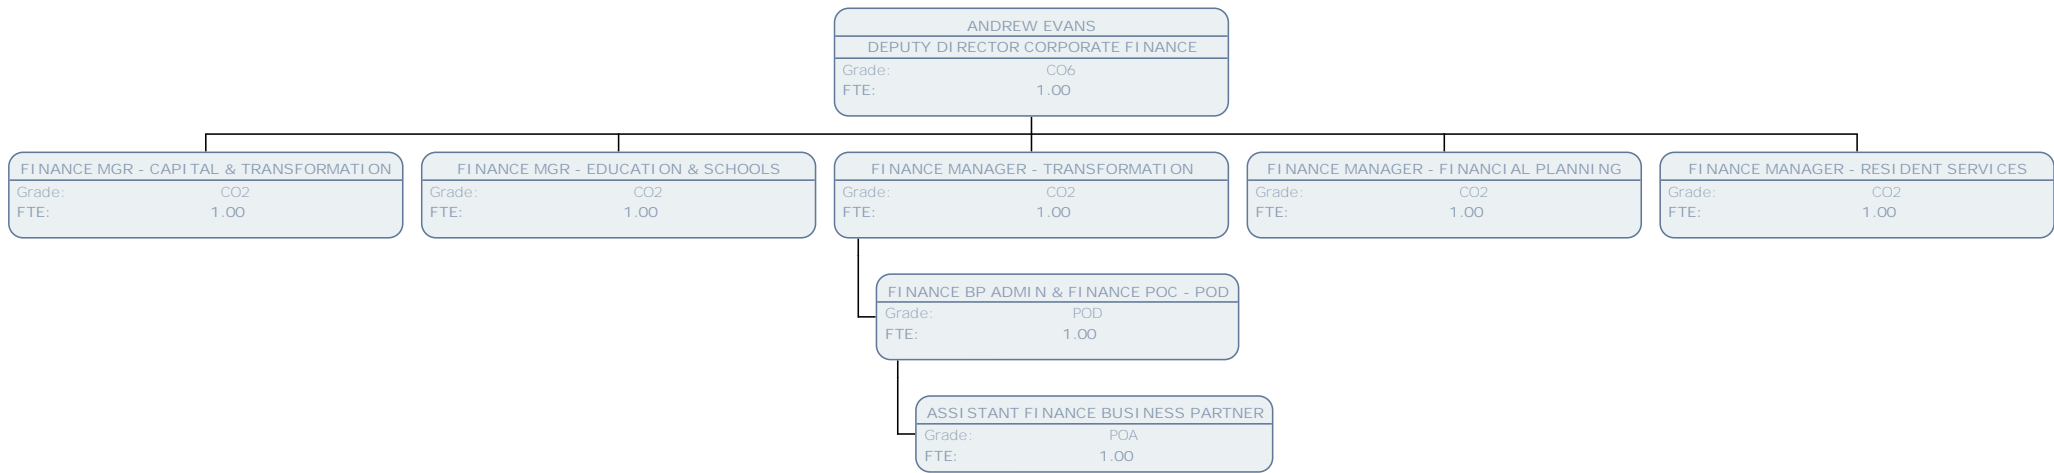 ANDREW EVANS
DEPUTY DIRECTOR CORPORATE FINANCE
Grade: CO6
FTE: 1.00
FINANCE MGR - CAPITAL & TRANSFORMATION
Grade: CO2
FTE: 1.00
FINANCE MGR - EDUCATION & SCHOOLS
Grade: CO2
FTE: 1.00
FINANCE MANAGER - TRANSFORMATION
Grade: CO2
FTE: 1.00
FINANCE MANAGER - FINANCIAL PLANNING
Grade: CO2
FTE: 1.00
FINANCE MANAGER - RESIDENT SERVICES
Grade: CO2
FTE: 1.00
FINANCE BP ADMIN & FINANCE POC - POD
Grade: POD
FTE: 1.00
ASSISTANT FINANCE BUSINESS PARTNER
Grade: POA
FTE: 1.00